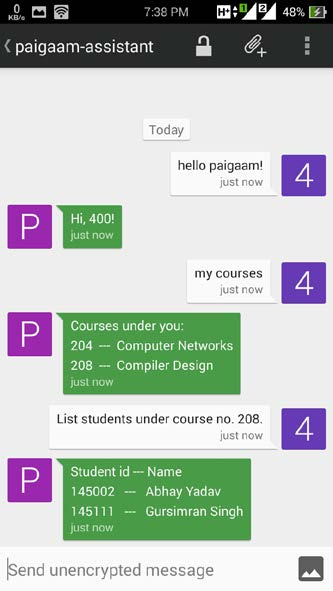 0
KB/s
7:38 PM
H+
1
2
48%
paigaam-assistant
Today
hello paigaam!
just now
4
P
Hi, 400!
just now
my courses
just now
4
P
Courses under you:
204 --- Computer Networks
208 --- Compiler Design
just now
List students under course no. 208.
just now
4
P
Student id --- Name
145002 --- Abhay Yadav
145111 --- Gursimran Singh
just now
Send unencrypted message